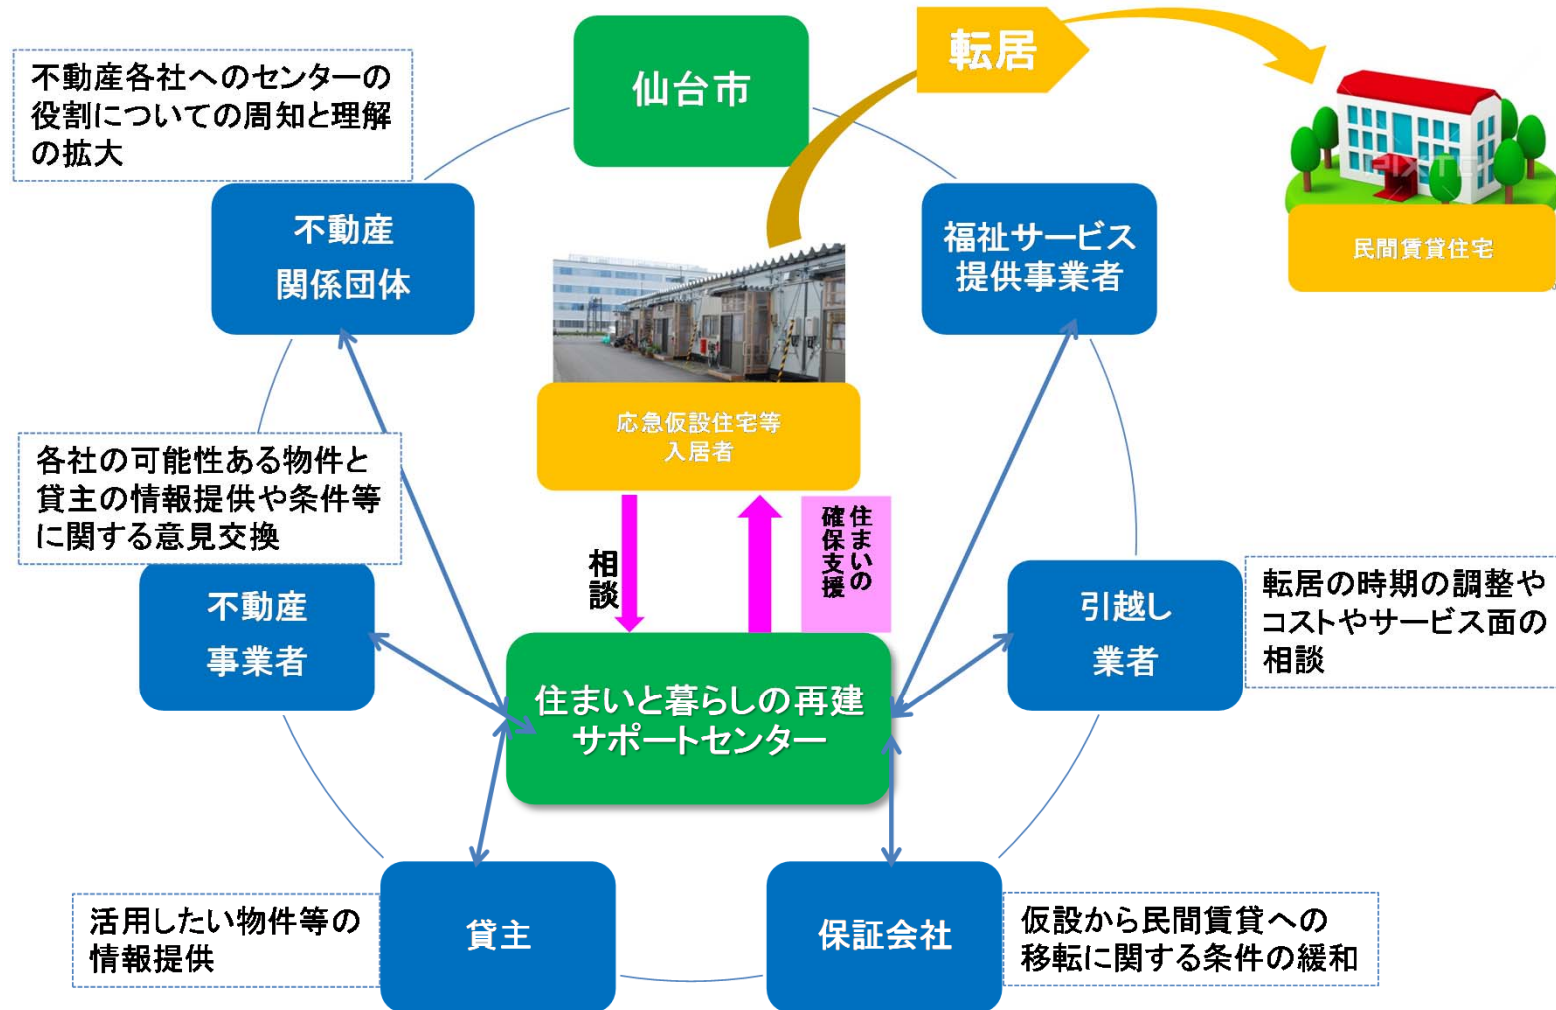 転居
仙台市
不動産各社へのセンターの
役割についての周知と理解
の拡大
不動産
関係団体
福祉サービス
提供事業者
民間賃貸住宅
応急仮設住宅等
入居者
各社の可能性ある物件と
貸主の情報提供や条件等
に関する意見交換
相談
住まいの
確保支援
不動産
事業者
引越し
業者
転居の時期の調整や
コストやサービス面の
相談
住まいと暮らしの再建
サポートセンター
活用したい物件等の
情報提供
貸主
保証会社
仮設から民間賃貸への
移転に関する条件の緩和